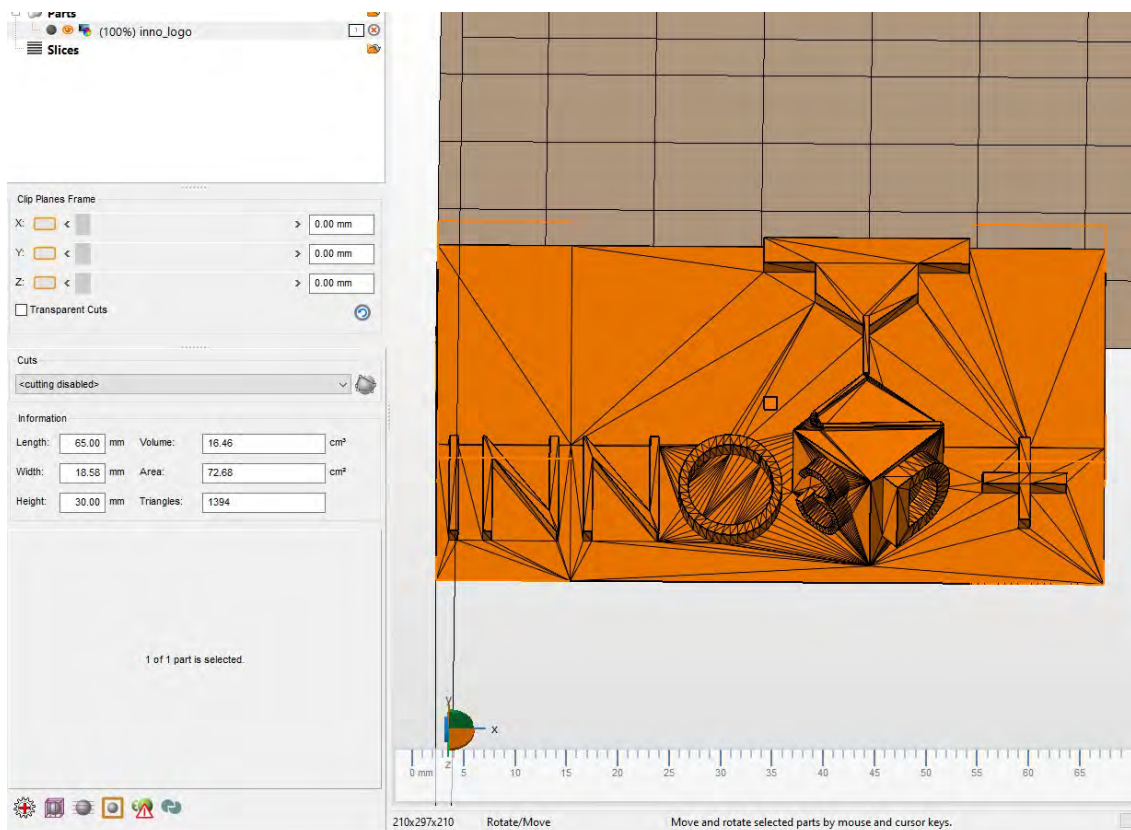 Parts
(100%) inno_logo
Slices
Clip Planes Frame
X: < > 0.00 mm
Y: < > 0.00 mm
Z: < > 0.00 mm
Transparent Cuts
Cuts
<cutting disabled>
Information
Length: 65.00 mm Volume: 16.46 cm³
Width: 18.58 mm Area: 72.68 cm²
Height: 30.00 mm Triangles: 1394
1 of 1 part is selected.
INNO3D+
y
x
z
0 mm 5 10 15 20 25 30 35 40 45 50 55 60 65
210x297x210 Rotate/Move Move and rotate selected parts by mouse and cursor keys.